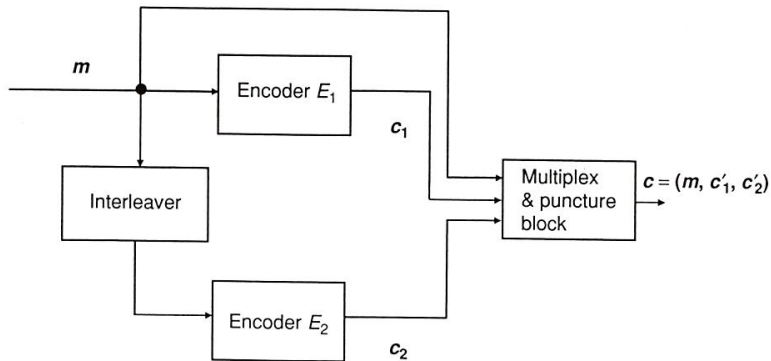 m
Encoder E₁
c₁
Interleaver
Multiplex
& puncture
block
c = (m, c′₁, c′₂)
Encoder E₂
c₂